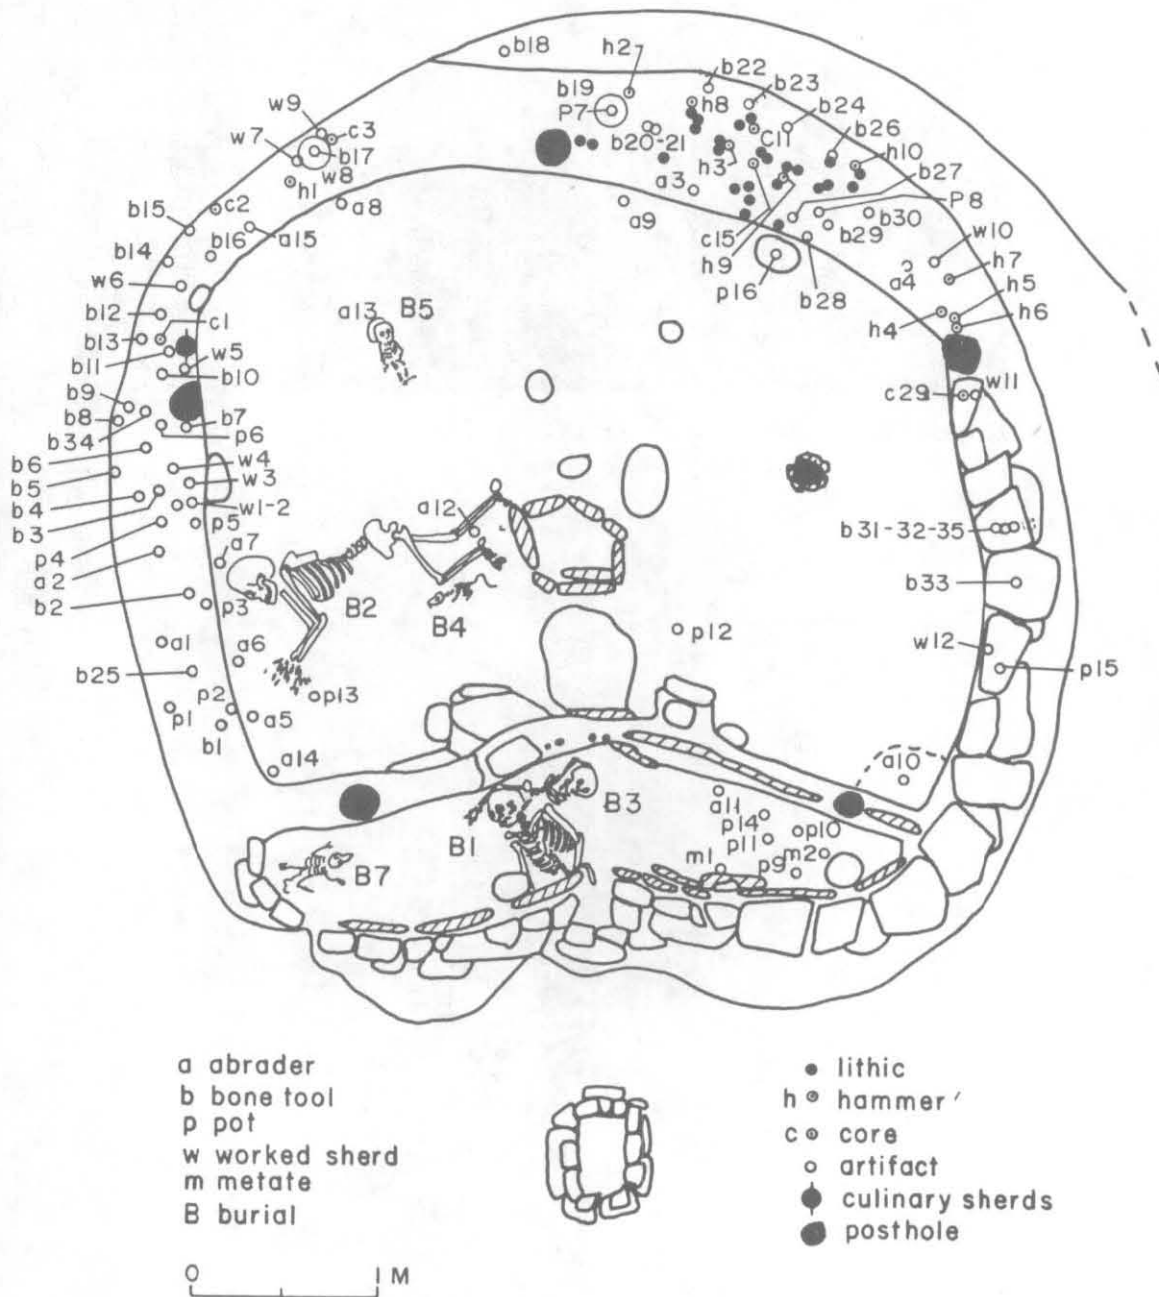 b18
h2
b22
b23
b19
h8
b24
w9
c3
P7
C11
b26
w7
b17
b20-21
h10
w8
h3
b27
h1
a3
P8
a8
b15
c2
a9
b30
b14
b16
a15
c15
b29
w10
w6
h9
h7
p16
b28
a4
h5
b12
c1
a13
B5
h4
h6
b13
b11
w5
b10
c29
w11
b9
b8
b7
b34
p6
b6
w4
b5
w3
b4
w1-2
a12
b3
p5
b31-32-35
p4
a7
a2
b33
b2
p3
B2
B4
p12
w12
a1
a6
b25
p15
p2
p13
p1
a5
b1
a14
a10
B3
a11
p14
p10
B1
p11
m1
p9
m2
B7
a abrader
b bone tool
p pot
w worked sherd
m metate
B burial
lithic
h hammer
c core
artifact
culinary sherds
posthole
0 1 M